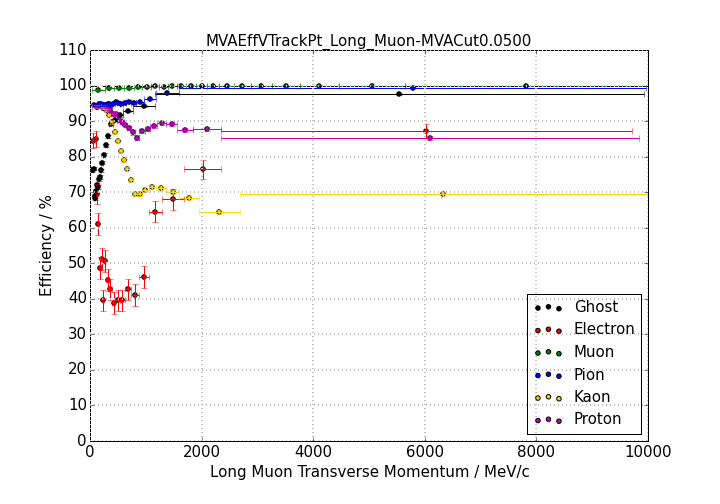 MVAEffVTrackPt_Long_Muon-MVACut0.0500
110
100
90
80
70
60
50
40
30
20
10
0
Efficiency / %
Ghost
Electron
Muon
Pion
Kaon
Proton
0 2000 4000 6000 8000 10000
Long Muon Transverse Momentum / MeV/c